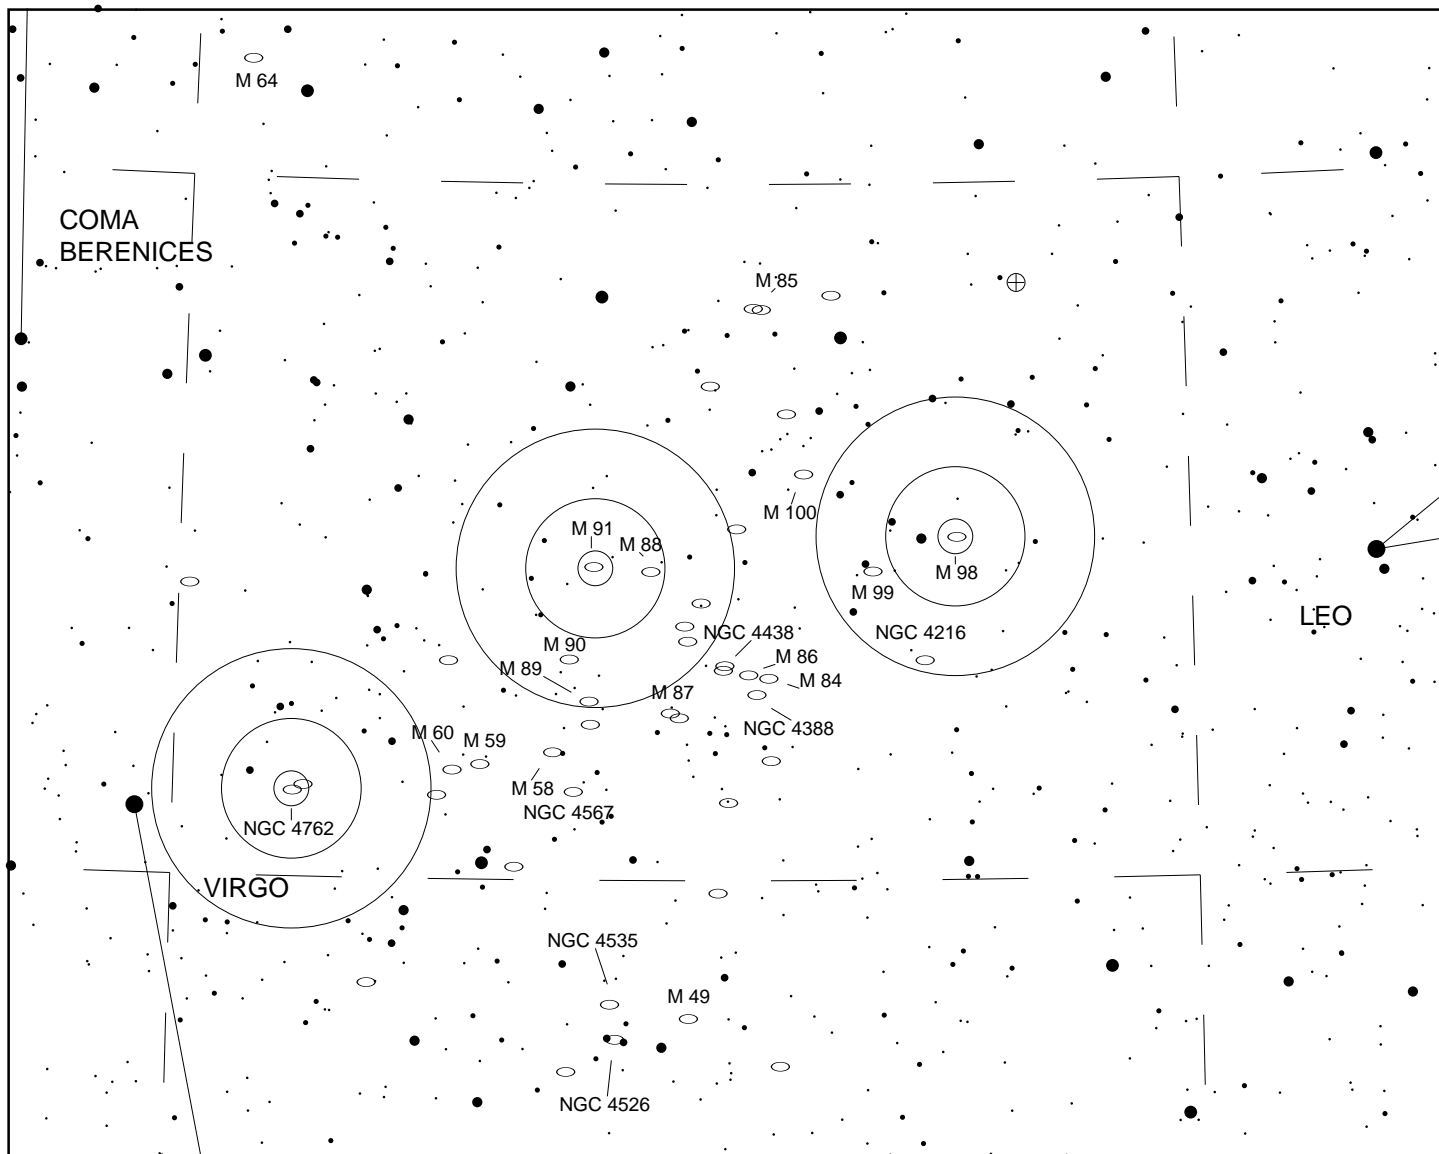 M 64
COMA
BERENICES
M 85
M 100
M 91
M 88
M 98
M 99
LEO
NGC 4438
NGC 4216
M 90
M 86
M 89
M 84
M 87
NGC 4388
M 60
M 59
M 58
NGC 4567
NGC 4762
VIRGO
NGC 4535
M 49
NGC 4526